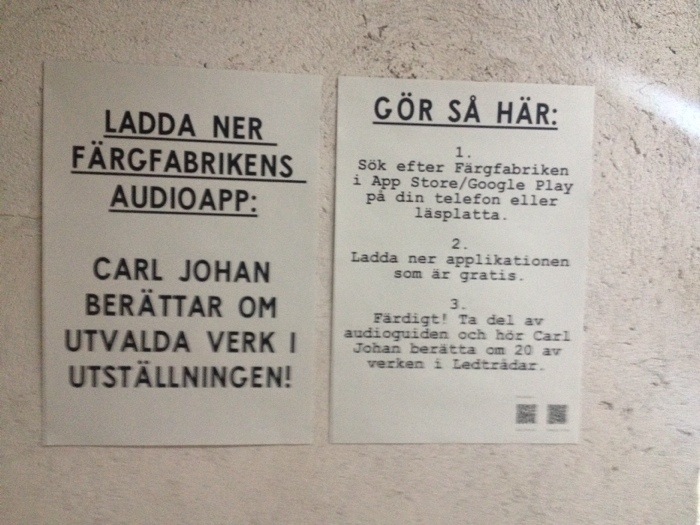 LADDA NER
FÄRGFABRIKENS
AUDIOAPP:
CARL JOHAN
BERÄTTAR OM
UTVALDA VERK I
UTSTÄLLNINGEN!
GÖR SÅ HÄR:
1.
Sök efter Färgfabriken
i App Store/Google Play
på din telefon eller
läsplatta.
2.
Ladda ner applikationen
som är gratis.
3.
Färdigt! Ta del av
audioguiden och hör Carl
Johan berätta om 20 av
verken i Ledtrådar.